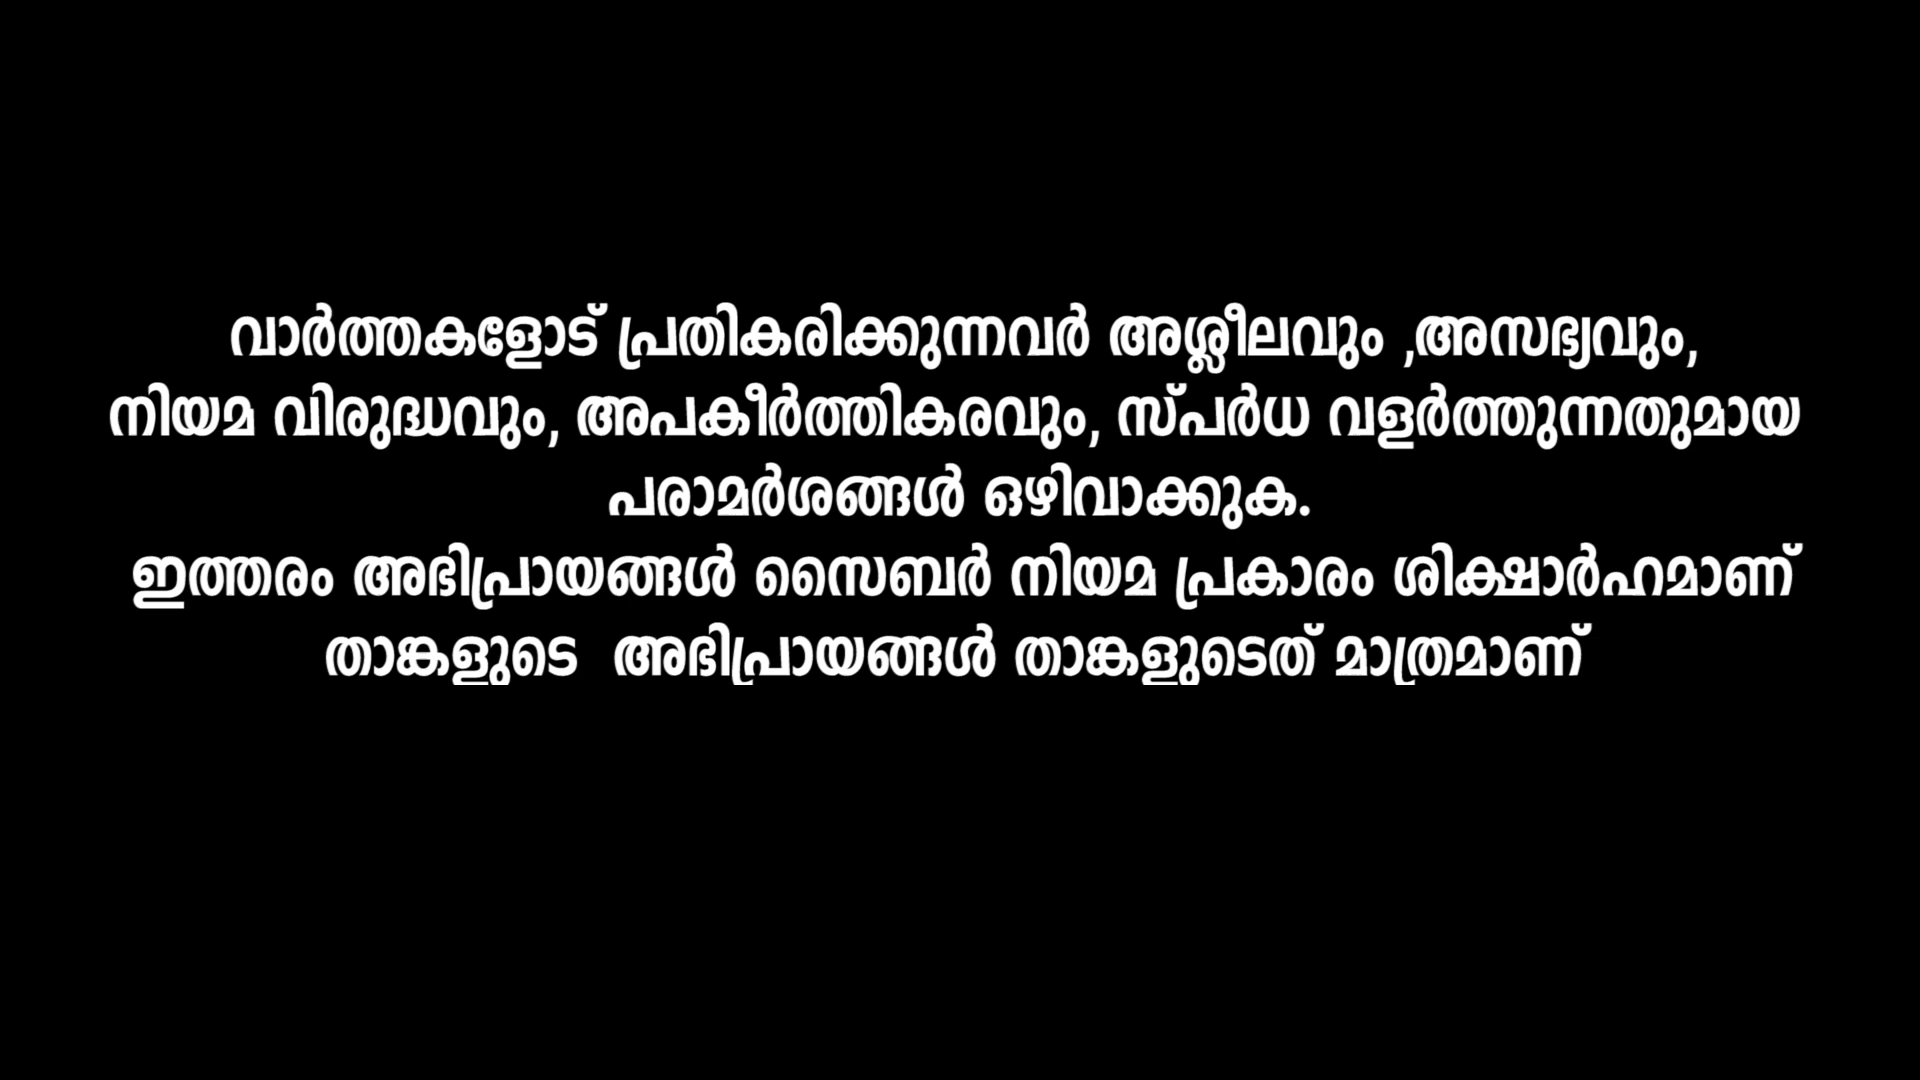 വാർത്തകളോട് പ്രതികരിക്കുന്നവർ അശ്ലീലവും ,അസഭ്യവും,
നിയമ വിരുദ്ധവും, അപകീർത്തികരവും, സ്പർധ വളർത്തുന്നതുമായ
പരാമർശങ്ങൾ ഒഴിവാക്കുക.
ഇത്തരം അഭിപ്രായങ്ങൾ സൈബർ നിയമ പ്രകാരം ശിക്ഷാർഹമാണ്
താങ്കളുടെ  അഭിപ്രായങ്ങൾ താങ്കളുടെത് മാത്രമാണ്